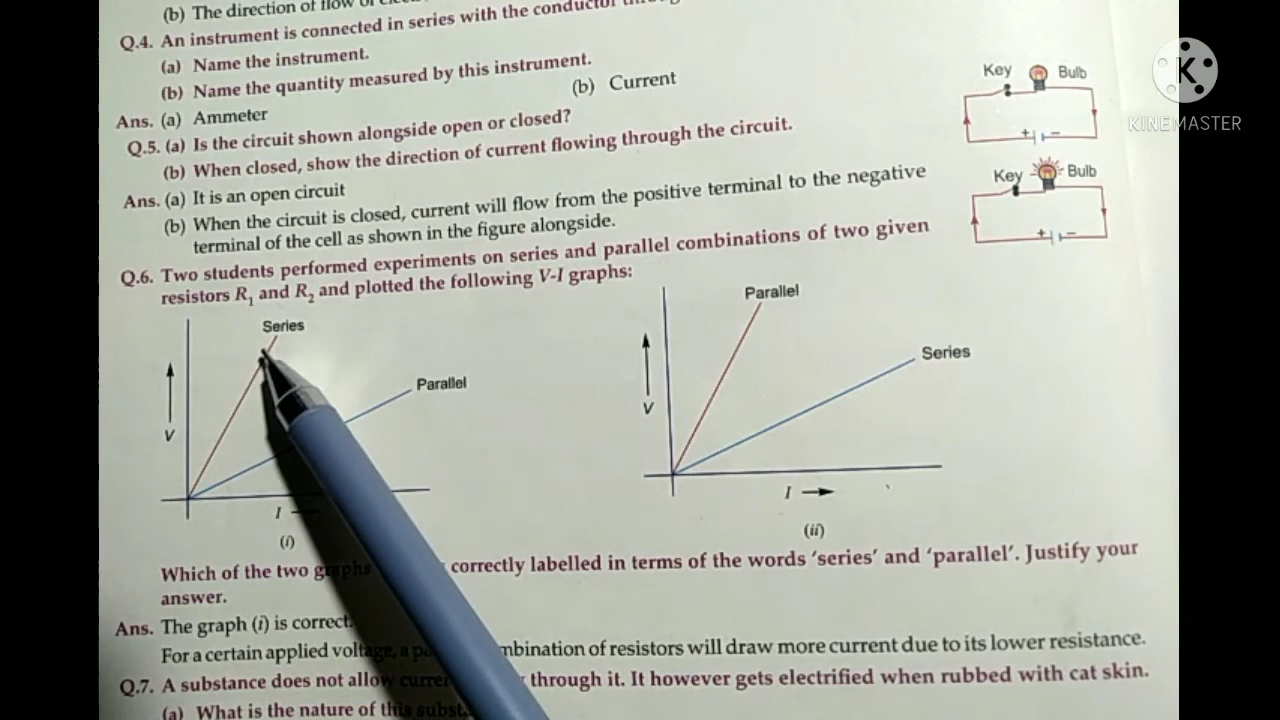 (b) The direction of flow of
Q.4. An instrument is connected in series with the conductor
(a) Name the instrument.
(b) Name the quantity measured by this instrument.
Ans. (a) Ammeter (b) Current
Q.5. (a) Is the circuit shown alongside open or closed?
(b) When closed, show the direction of current flowing through the circuit.
Ans. (a) It is an open circuit
(b) When the circuit is closed, current will flow from the positive terminal to the negative
terminal of the cell as shown in the figure alongside.
Key Bulb
+ −
Key Bulb
+ −
KINEMASTER
K
Q.6. Two students performed experiments on series and parallel combinations of two given
resistors R₁ and R₂ and plotted the following V-I graphs:
Series
Parallel
V
I
(i)
Parallel
Series
V
I
(ii)
Which of the two graphs correctly labelled in terms of the words 'series' and 'parallel'. Justify your
answer.
Ans. The graph (i) is correct.
For a certain applied voltage, a combination of resistors will draw more current due to its lower resistance.
Q.7. A substance does not allow through it. It however gets electrified when rubbed with cat skin.
(a) What is the nature of this